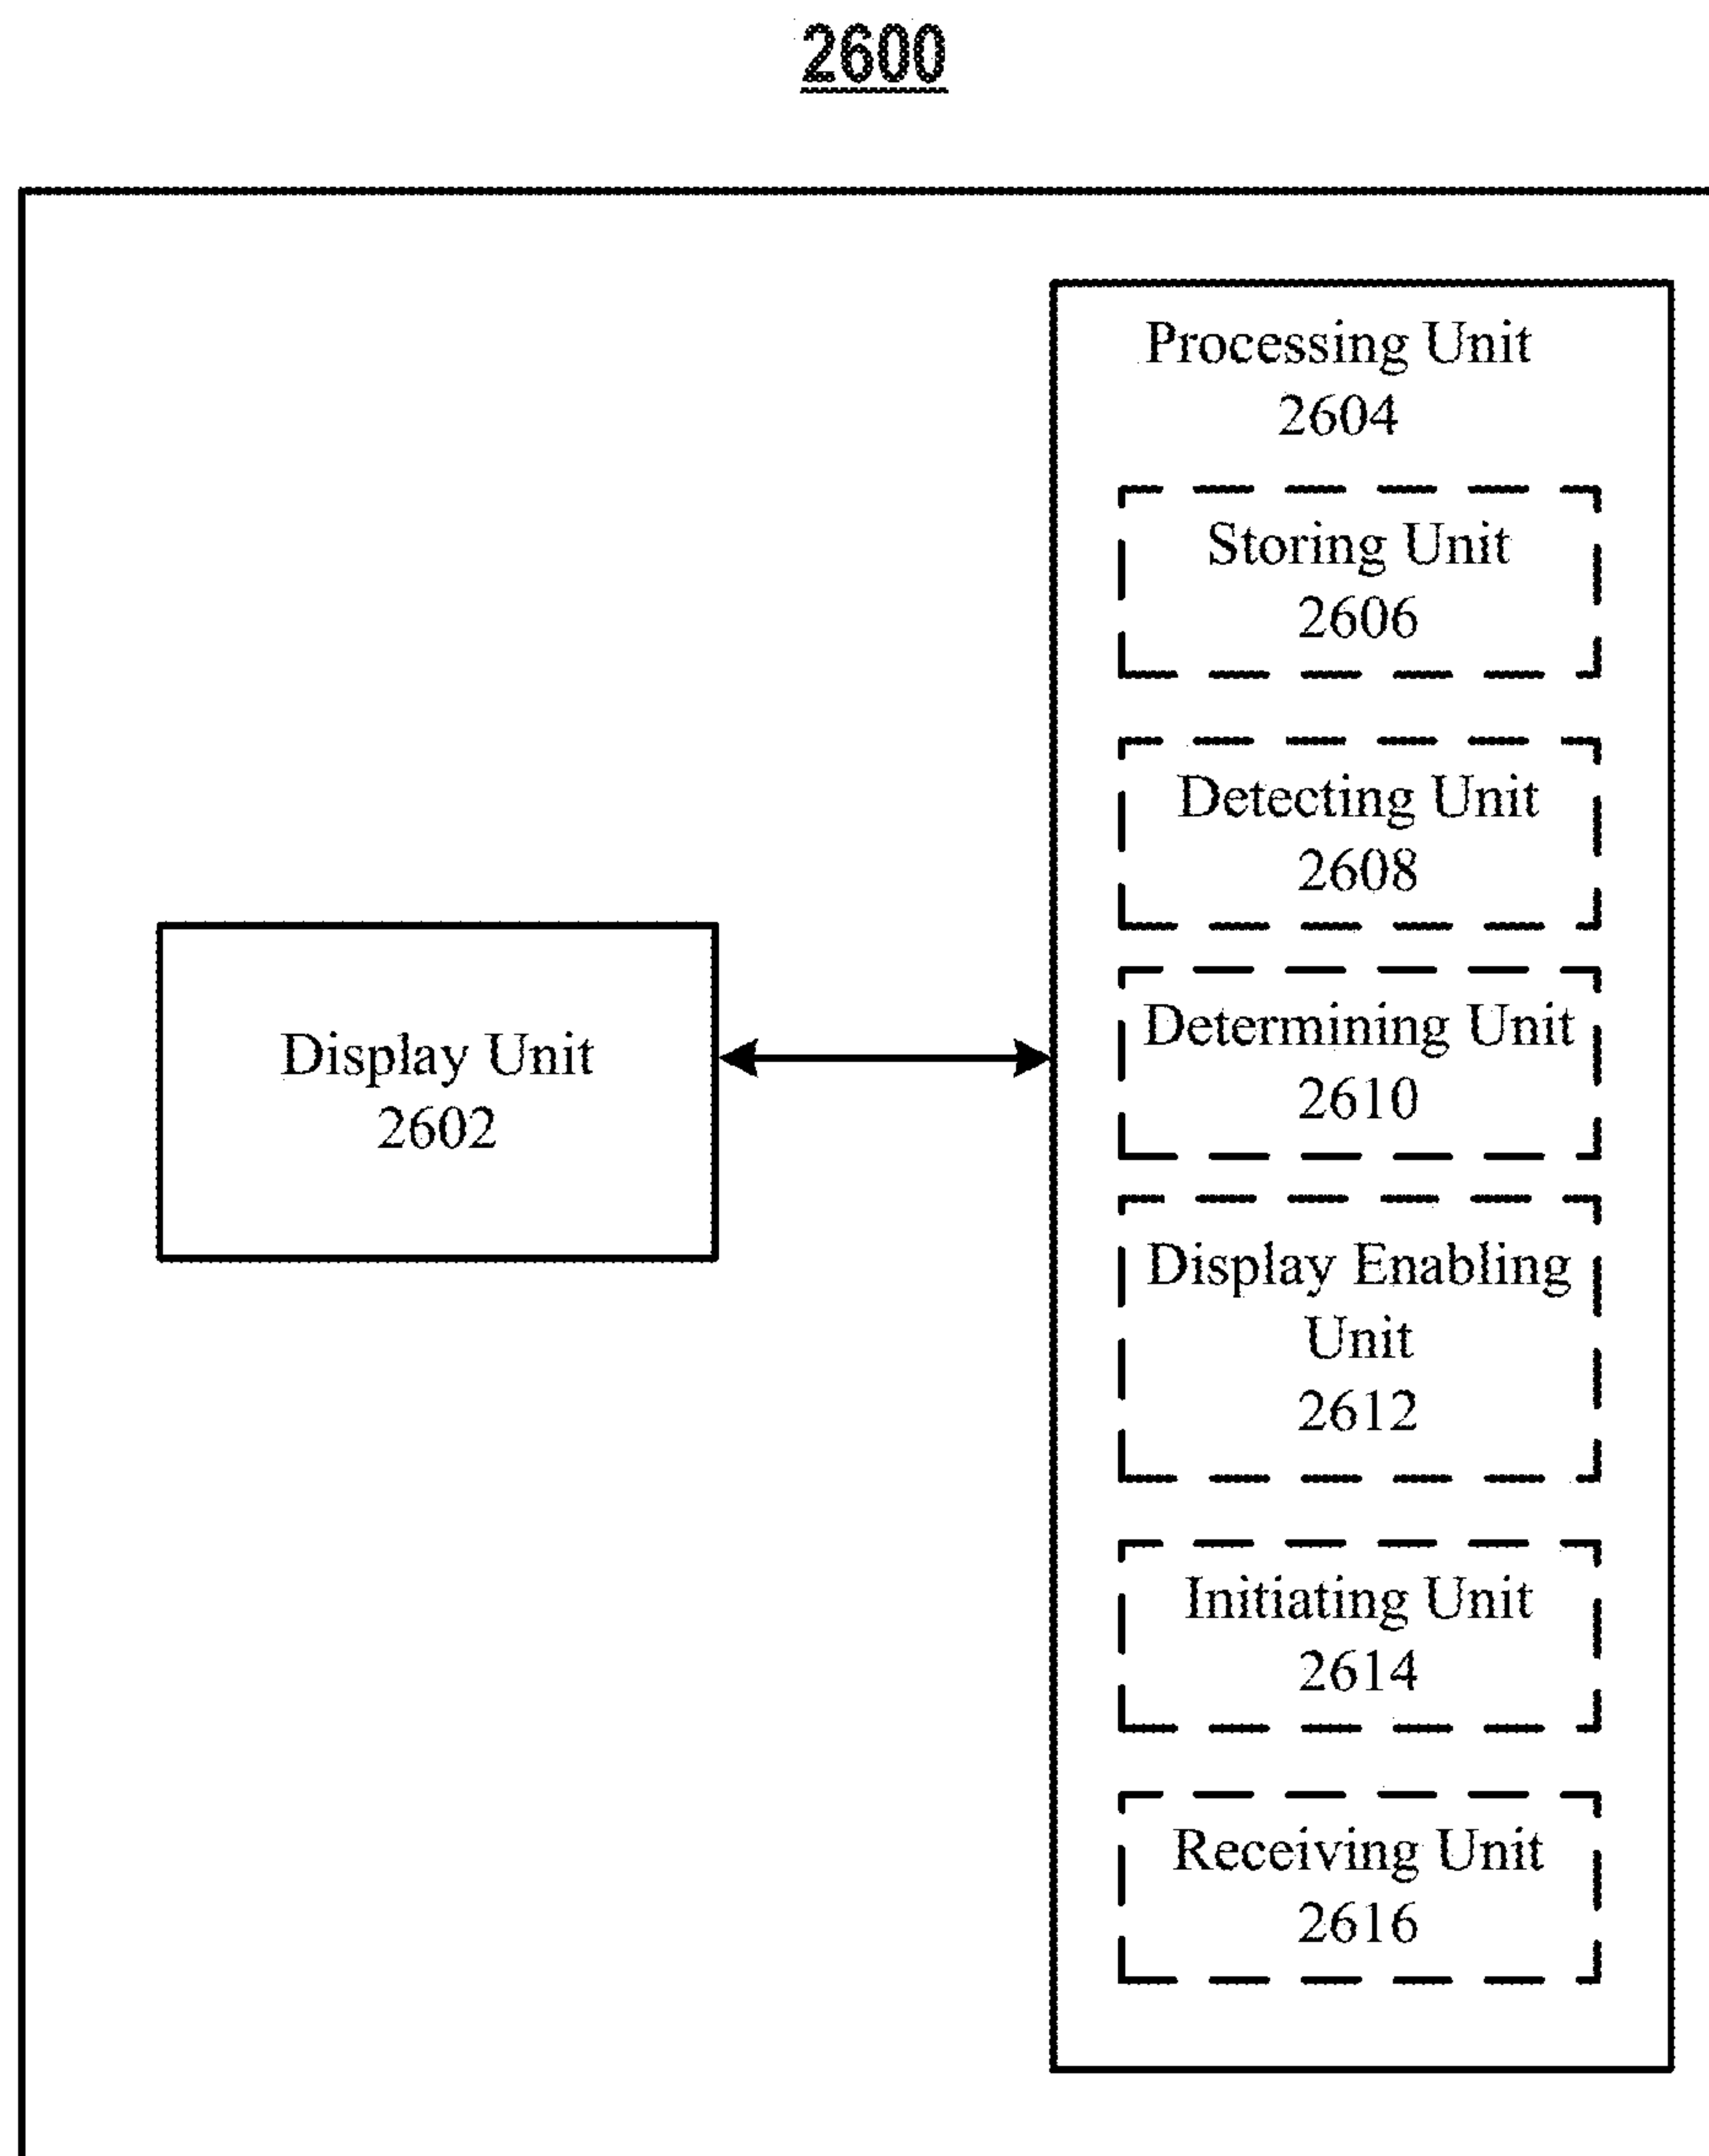 2600
Processing Unit
2604
Storing Unit
2606
Detecting Unit
2608
Display Unit
2602
Determining Unit
2610
Display Enabling
Unit
2612
Initiating Unit
2614
Receiving Unit
2616